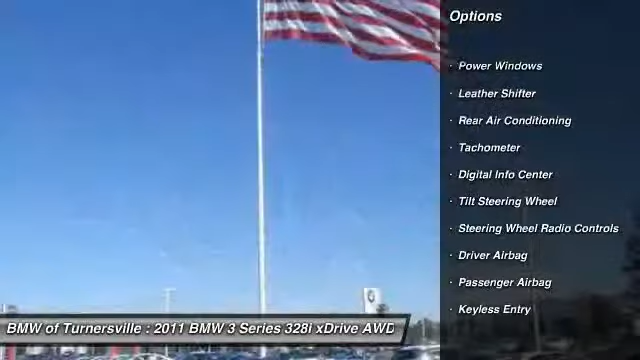 Options
· Power Windows
· Leather Shifter
· Rear Air Conditioning
· Tachometer
· Digital Info Center
· Tilt Steering Wheel
· Steering Wheel Radio Controls
· Driver Airbag
· Passenger Airbag
· Keyless Entry
BMW of Turnersville : 2011 BMW 3 Series 328i xDrive AWD